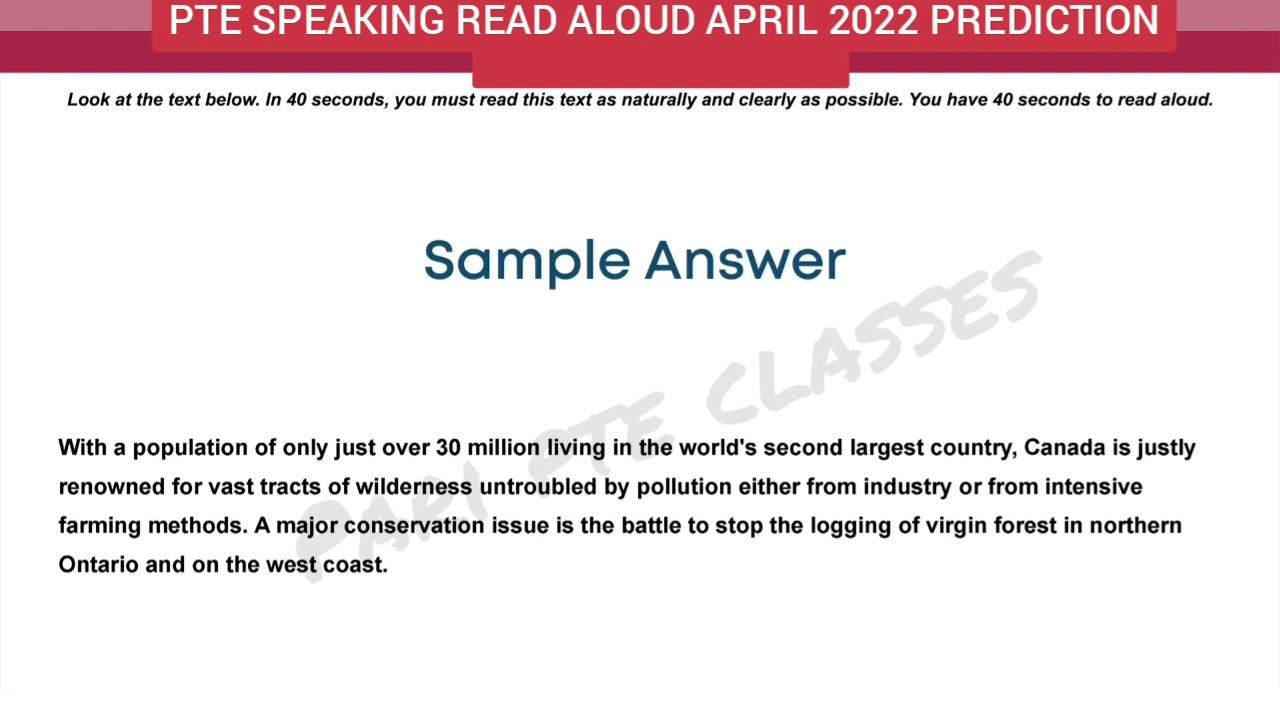 PTE SPEAKING READ ALOUD APRIL 2022 PREDICTION
Look at the text below. In 40 seconds, you must read this text as naturally and clearly as possible. You have 40 seconds to read aloud.
Sample Answer
PAPI PTE CLASSES
With a population of only just over 30 million living in the world's second largest country, Canada is justly
renowned for vast tracts of wilderness untroubled by pollution either from industry or from intensive
farming methods. A major conservation issue is the battle to stop the logging of virgin forest in northern
Ontario and on the west coast.